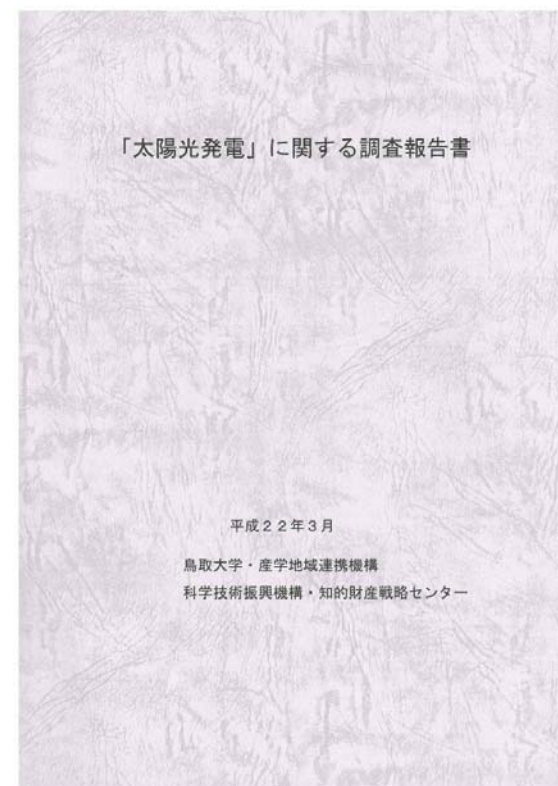 「太陽光発電」に関する調査報告書
平成２２年３月
鳥取大学・産学地域連携機構
科学技術振興機構・知的財産戦略センター